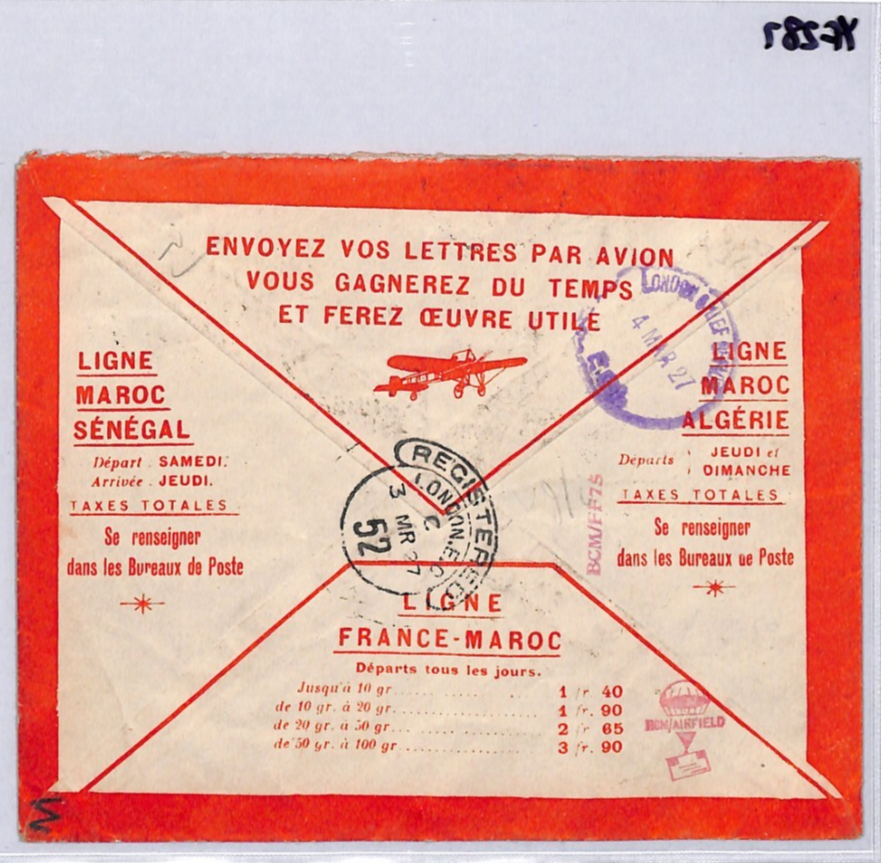 YF287
ENVOYEZ VOS LETTRES PAR AVION
VOUS GAGNEREZ DU TEMPS
ET FEREZ ŒUVRE UTILE
LONDON CHIEF
4 MAR 27
LIGNE
MAROC
SÉNÉGAL
Départ . SAMEDI.
Arrivée . JEUDI.
TAXES TOTALES
Se renseigner
dans les Bureaux de Poste
LIGNE
MAROC
ALGÉRIE
Départs JEUDI et
DIMANCHE
TAXES TOTALES
Se renseigner
dans les Bureaux de Poste
REGISTERED
LONDON.E.C.
C
3 MR 27
52
BCM/FF75
LIGNE
FRANCE-MAROC
Départs tous les jours.
Jusqu'à 10 gr. 1 fr. 40
de 10 gr. à 20 gr. 1 fr. 90
de 20 gr. à 50 gr. 2 fr. 65
de 50 gr. à 100 gr. 3 fr. 90
BCM/AIRFIELD